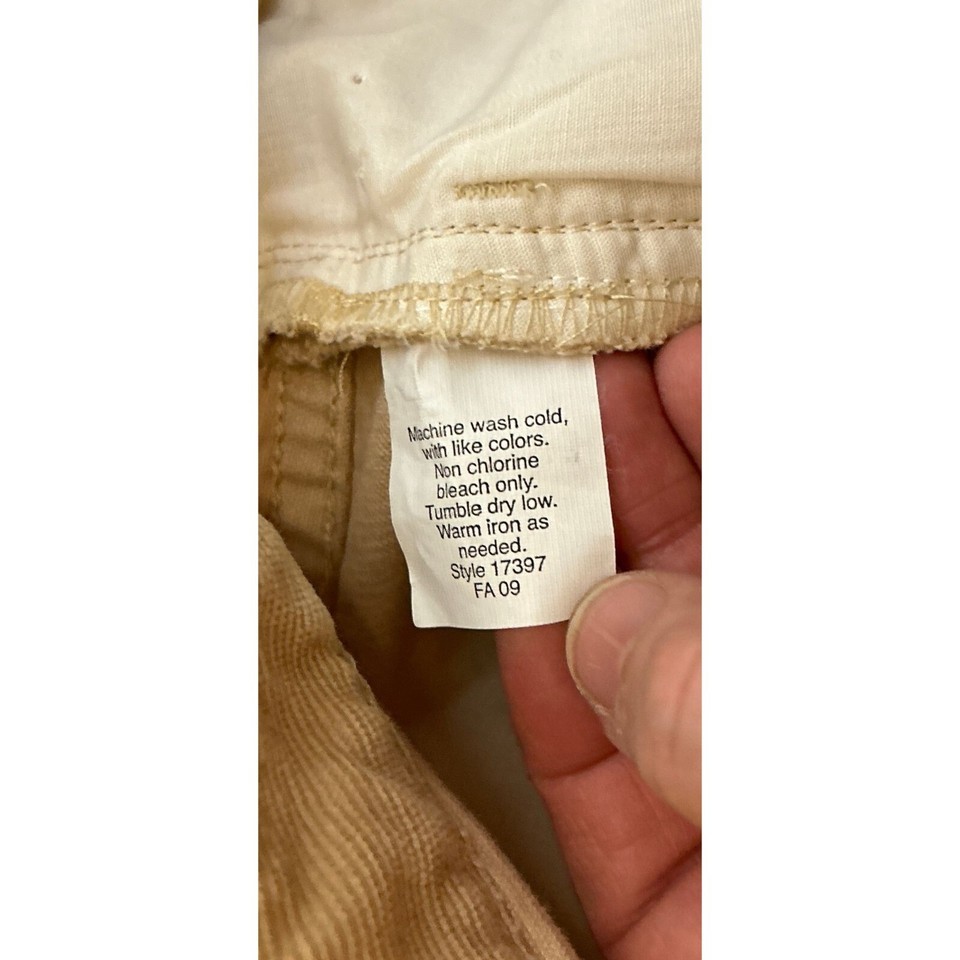 Machine wash cold,
with like colors.
Non chlorine
bleach only.
Tumble dry low.
Warm iron as
needed.
Style 17397
FA 09